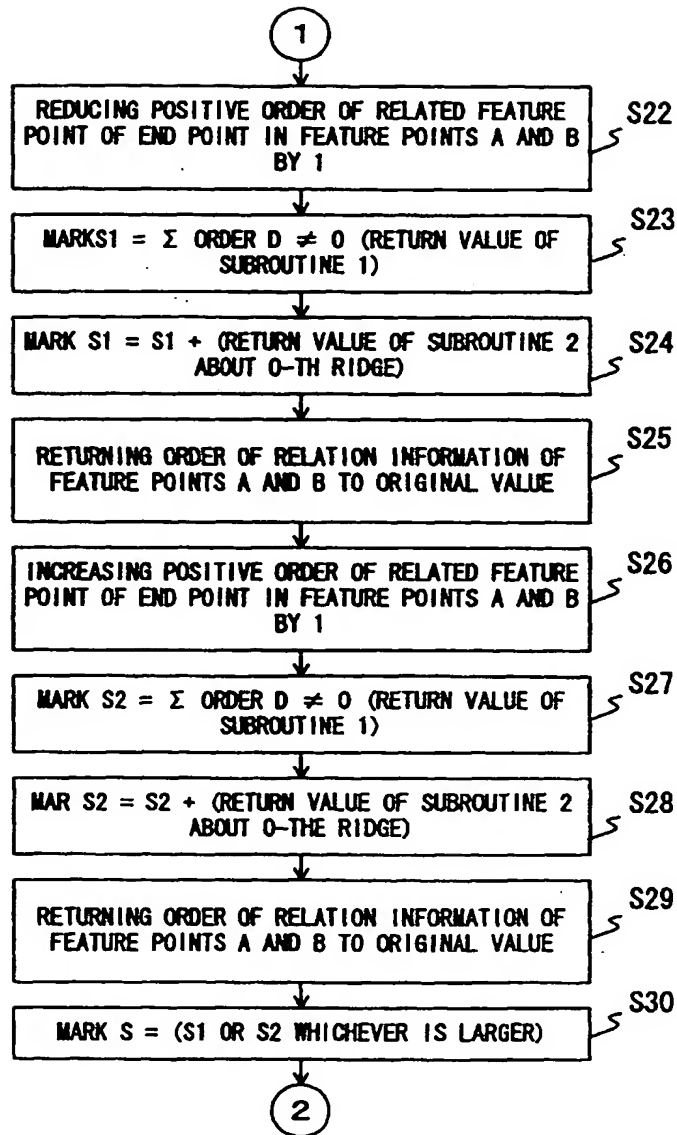 1
REDUCING POSITIVE ORDER OF RELATED FEATURE
POINT OF END POINT IN FEATURE POINTS A AND B
BY 1
S22
MARKS1 = Σ ORDER D ≠ 0 (RETURN VALUE OF
SUBROUTINE 1)
S23
MARK S1 = S1 + (RETURN VALUE OF SUBROUTINE 2
ABOUT 0-TH RIDGE)
S24
RETURNING ORDER OF RELATION INFORMATION OF
FEATURE POINTS A AND B TO ORIGINAL VALUE
S25
INCREASING POSITIVE ORDER OF RELATED FEATURE
POINT OF END POINT IN FEATURE POINTS A AND B
BY 1
S26
MARK S2 = Σ ORDER D ≠ 0 (RETURN VALUE OF
SUBROUTINE 1)
S27
MAR S2 = S2 + (RETURN VALUE OF SUBROUTINE 2
ABOUT 0-THE RIDGE)
S28
RETURNING ORDER OF RELATION INFORMATION OF
FEATURE POINTS A AND B TO ORIGINAL VALUE
S29
MARK S = (S1 OR S2 WHICHEVER IS LARGER)
S30
2